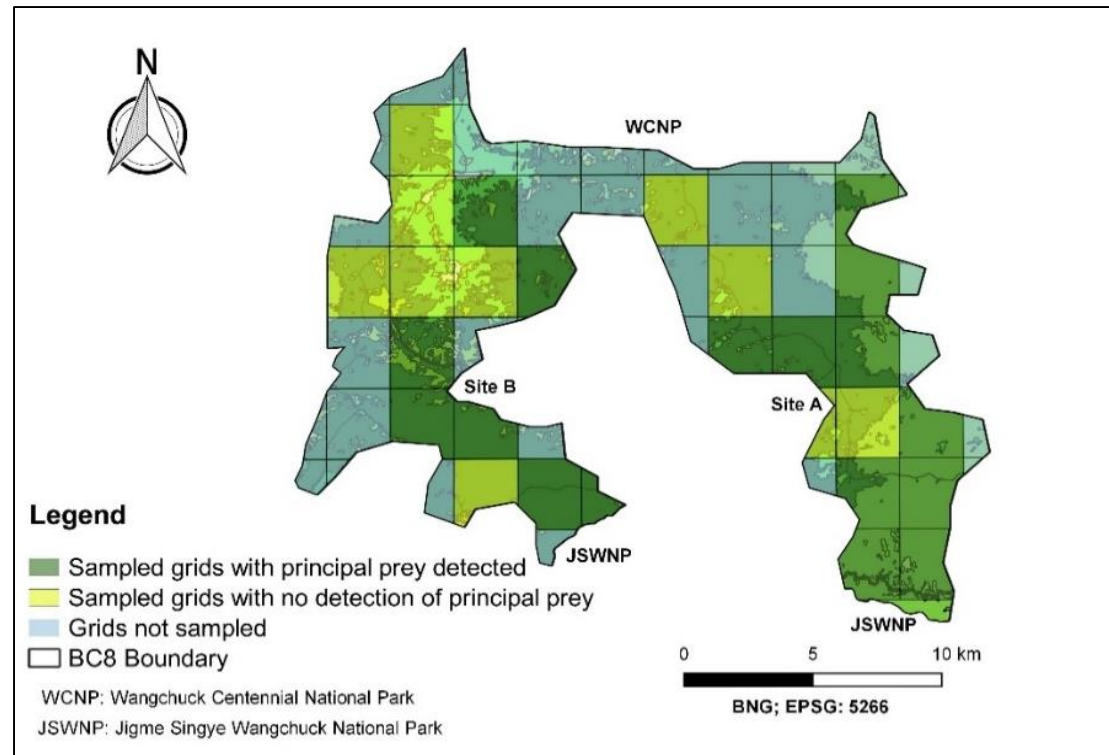 N
WCNP
Site B
Site A
JSWNP
JSWNP
Legend
Sampled grids with principal prey detected
Sampled grids with no detection of principal prey
Grids not sampled
BC8 Boundary
WCNP: Wangchuck Centennial National Park
JSWNP: Jigme Singye Wangchuck National Park
0 5 10 km
BNG; EPSG: 5266